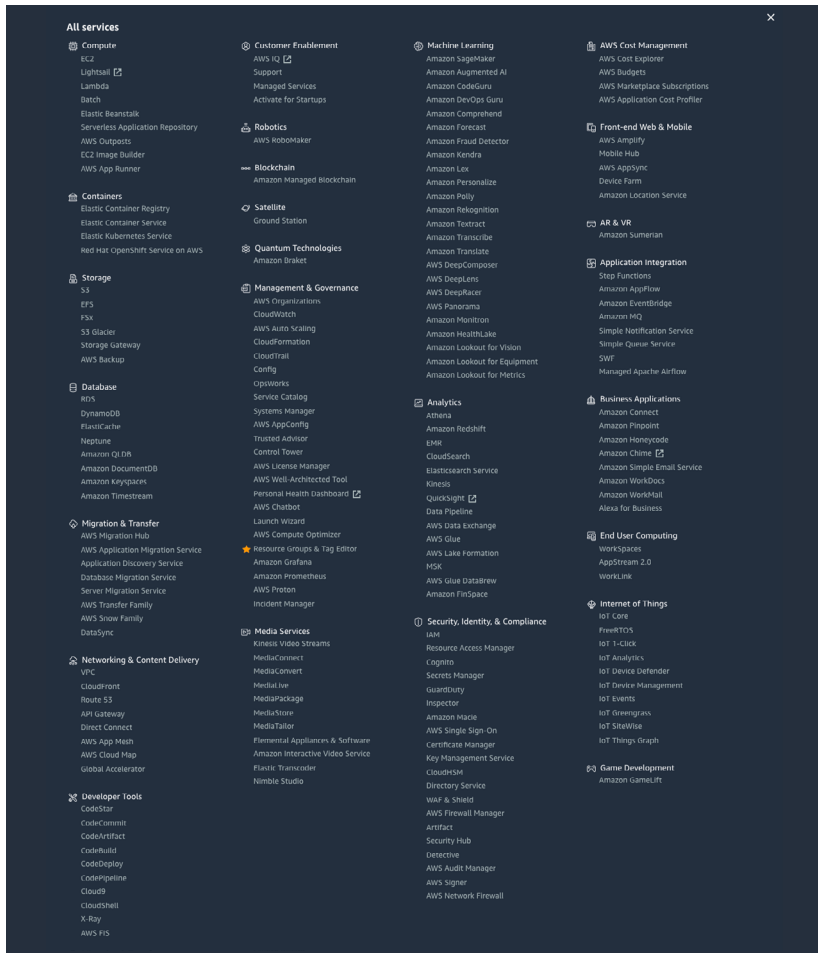 All services
Compute
EC2
Lightsail
Lambda
Batch
Elastic Beanstalk
Serverless Application Repository
AWS Outposts
EC2 Image Builder
AWS App Runner
Containers
Elastic Container Registry
Elastic Container Service
Elastic Kubernetes Service
Red Hat OpenShift Service on AWS
Storage
S3
EFS
FSx
S3 Glacier
Storage Gateway
AWS Backup
Database
RDS
DynamoDB
ElastiCache
Neptune
Amazon QLDB
Amazon DocumentDB
Amazon Keyspaces
Amazon Timestream
Migration & Transfer
AWS Migration Hub
AWS Application Migration Service
Application Discovery Service
Database Migration Service
Server Migration Service
AWS Transfer Family
AWS Snow Family
DataSync
Networking & Content Delivery
VPC
CloudFront
Route 53
API Gateway
Direct Connect
AWS App Mesh
AWS Cloud Map
Global Accelerator
Developer Tools
CodeStar
CodeCommit
CodeArtifact
CodeBuild
CodeDeploy
CodePipeline
Cloud9
CloudShell
X-Ray
AWS FIS
Customer Enablement
AWS IQ
Support
Managed Services
Activate for Startups
Robotics
AWS RoboMaker
Blockchain
Amazon Managed Blockchain
Satellite
Ground Station
Quantum Technologies
Amazon Braket
Management & Governance
AWS Organizations
CloudWatch
AWS Auto Scaling
CloudFormation
CloudTrail
Config
OpsWorks
Service Catalog
Systems Manager
AWS AppConfig
Trusted Advisor
Control Tower
AWS License Manager
AWS Well-Architected Tool
Personal Health Dashboard
AWS Chatbot
Launch Wizard
AWS Compute Optimizer
Resource Groups & Tag Editor
Amazon Grafana
Amazon Prometheus
AWS Proton
Incident Manager
Media Services
Kinesis Video Streams
MediaConnect
MediaConvert
MediaLive
MediaPackage
MediaStore
MediaTailor
Elemental Appliances & Software
Amazon Interactive Video Service
Elastic Transcoder
Nimble Studio
Machine Learning
Amazon SageMaker
Amazon Augmented AI
Amazon CodeGuru
Amazon DevOps Guru
Amazon Comprehend
Amazon Forecast
Amazon Fraud Detector
Amazon Kendra
Amazon Lex
Amazon Personalize
Amazon Polly
Amazon Rekognition
Amazon Textract
Amazon Transcribe
Amazon Translate
AWS DeepComposer
AWS DeepLens
AWS DeepRacer
AWS Panorama
Amazon Monitron
Amazon HealthLake
Amazon Lookout for Vision
Amazon Lookout for Equipment
Amazon Lookout for Metrics
Analytics
Athena
Amazon Redshift
EMR
CloudSearch
Elasticsearch Service
Kinesis
QuickSight
Data Pipeline
AWS Data Exchange
AWS Glue
AWS Lake Formation
MSK
AWS Glue DataBrew
Amazon FinSpace
Security, Identity, & Compliance
IAM
Resource Access Manager
Cognito
Secrets Manager
GuardDuty
Inspector
Amazon Macie
AWS Single Sign-On
Certificate Manager
Key Management Service
CloudHSM
Directory Service
WAF & Shield
AWS Firewall Manager
Artifact
Security Hub
Detective
AWS Audit Manager
AWS Signer
AWS Network Firewall
AWS Cost Management
AWS Cost Explorer
AWS Budgets
AWS Marketplace Subscriptions
AWS Application Cost Profiler
Front-end Web & Mobile
AWS Amplify
Mobile Hub
AWS AppSync
Device Farm
Amazon Location Service
AR & VR
Amazon Sumerian
Application Integration
Step Functions
Amazon AppFlow
Amazon EventBridge
Amazon MQ
Simple Notification Service
Simple Queue Service
SWF
Managed Apache Airflow
Business Applications
Amazon Connect
Amazon Pinpoint
Amazon Honeycode
Amazon Chime
Amazon Simple Email Service
Amazon WorkDocs
Amazon WorkMail
Alexa for Business
End User Computing
WorkSpaces
AppStream 2.0
WorkLink
Internet of Things
IoT Core
FreeRTOS
IoT 1-Click
IoT Analytics
IoT Device Defender
IoT Device Management
IoT Events
IoT Greengrass
IoT SiteWise
IoT Things Graph
Game Development
Amazon GameLift